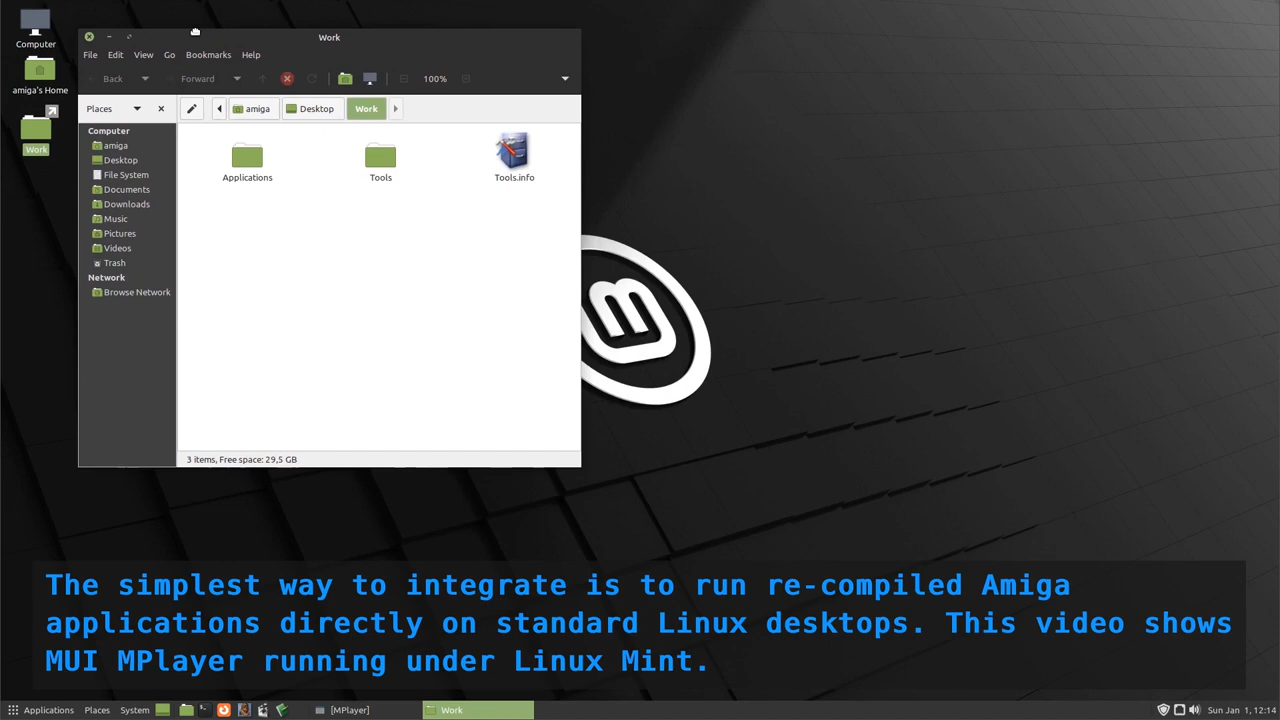 Computer
amiga's Home
Work
Work
File Edit View Go Bookmarks Help
Back Forward 100%
Places amiga Desktop Work
Computer
amiga
Desktop
File System
Documents
Downloads
Music
Pictures
Videos
Trash
Network
Browse Network
Applications Tools Tools.info
3 items, Free space: 29,5 GB
The simplest way to integrate is to run re-compiled Amiga
applications directly on standard Linux desktops. This video shows
MUI MPlayer running under Linux Mint.
Applications Places System [MPlayer] Work Sun Jan 1, 12:14